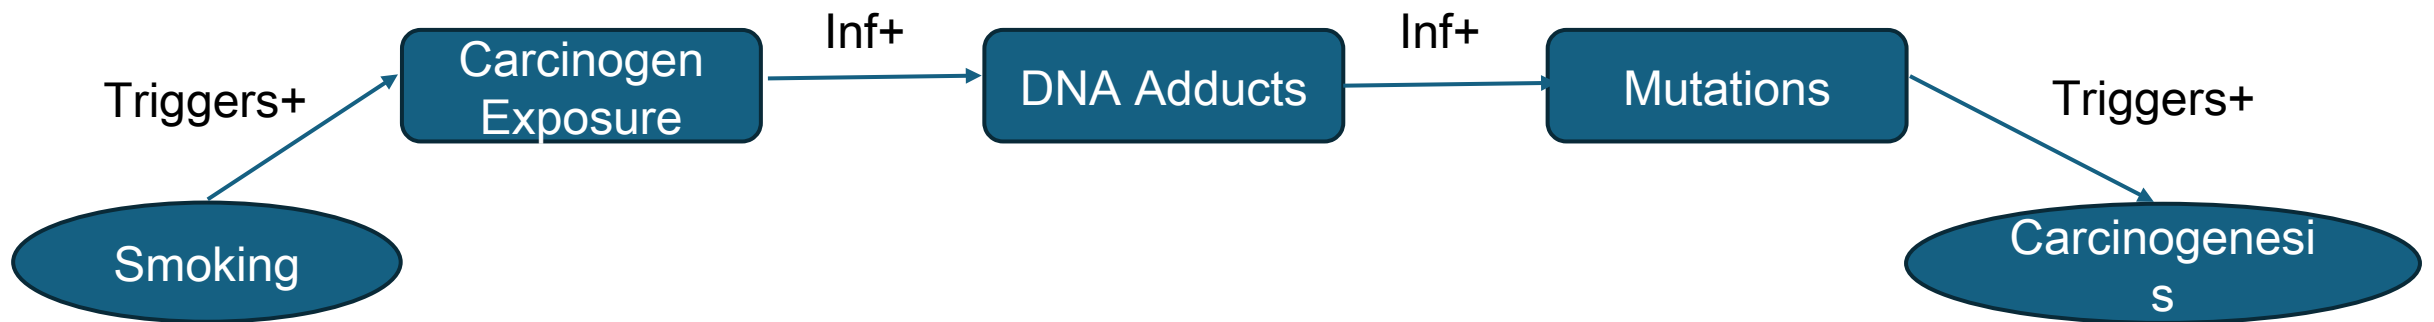 Triggers+
Smoking
Carcinogen
Exposure
Inf+
DNA Adducts
Inf+
Mutations
Triggers+
Carcinogenesi
s